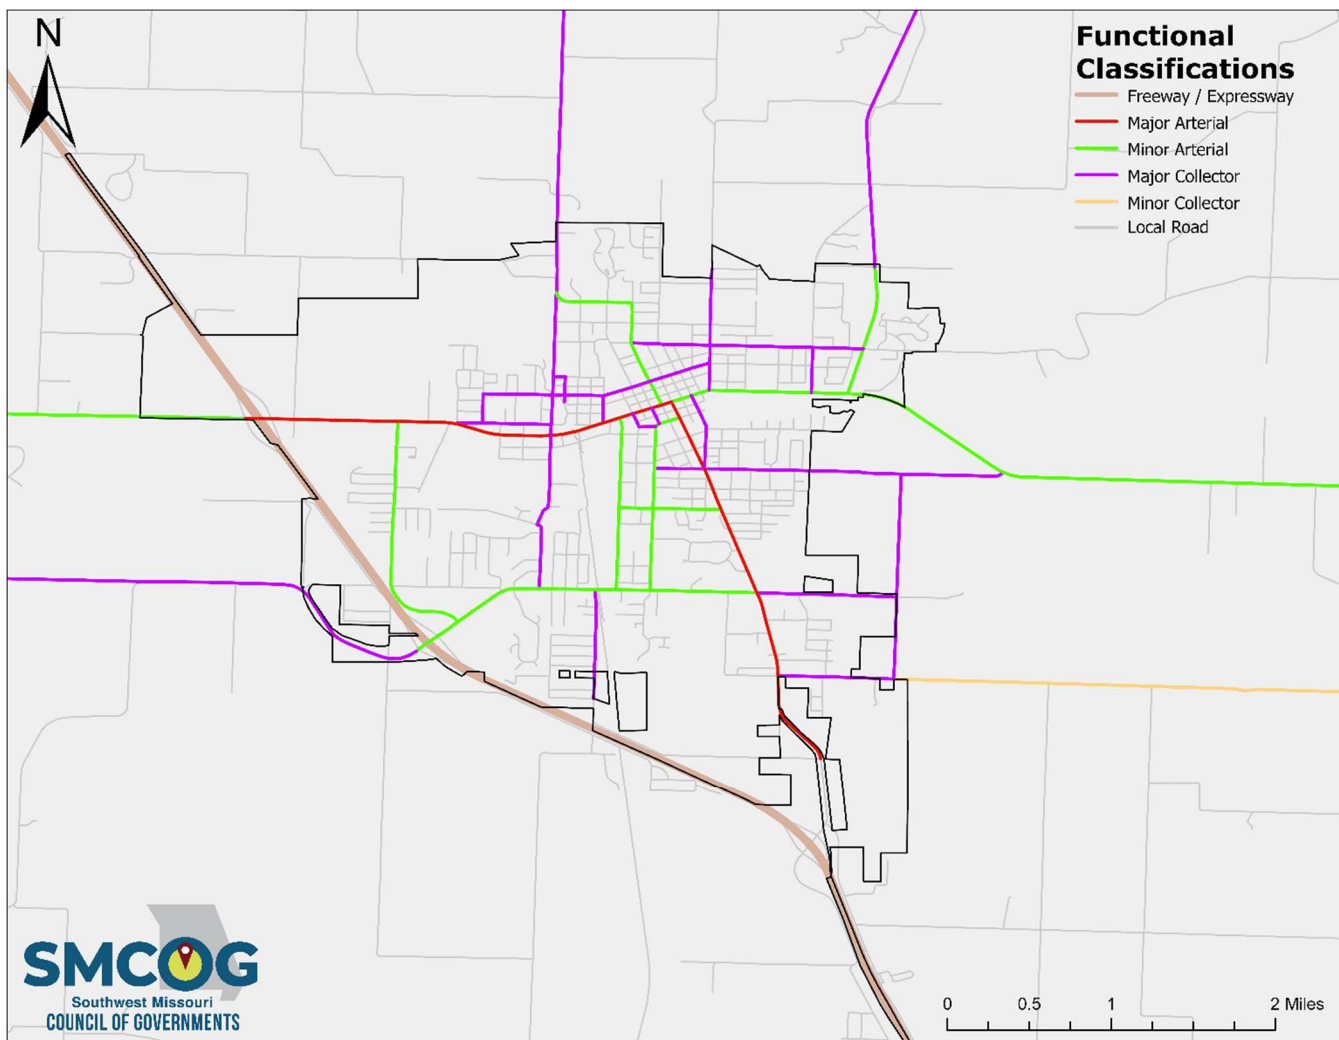 N
Functional
Classifications
Freeway / Expressway
Major Arterial
Minor Arterial
Major Collector
Minor Collector
Local Road
SMCOG
Southwest Missouri
COUNCIL OF GOVERNMENTS
0 0.5 1 2 Miles